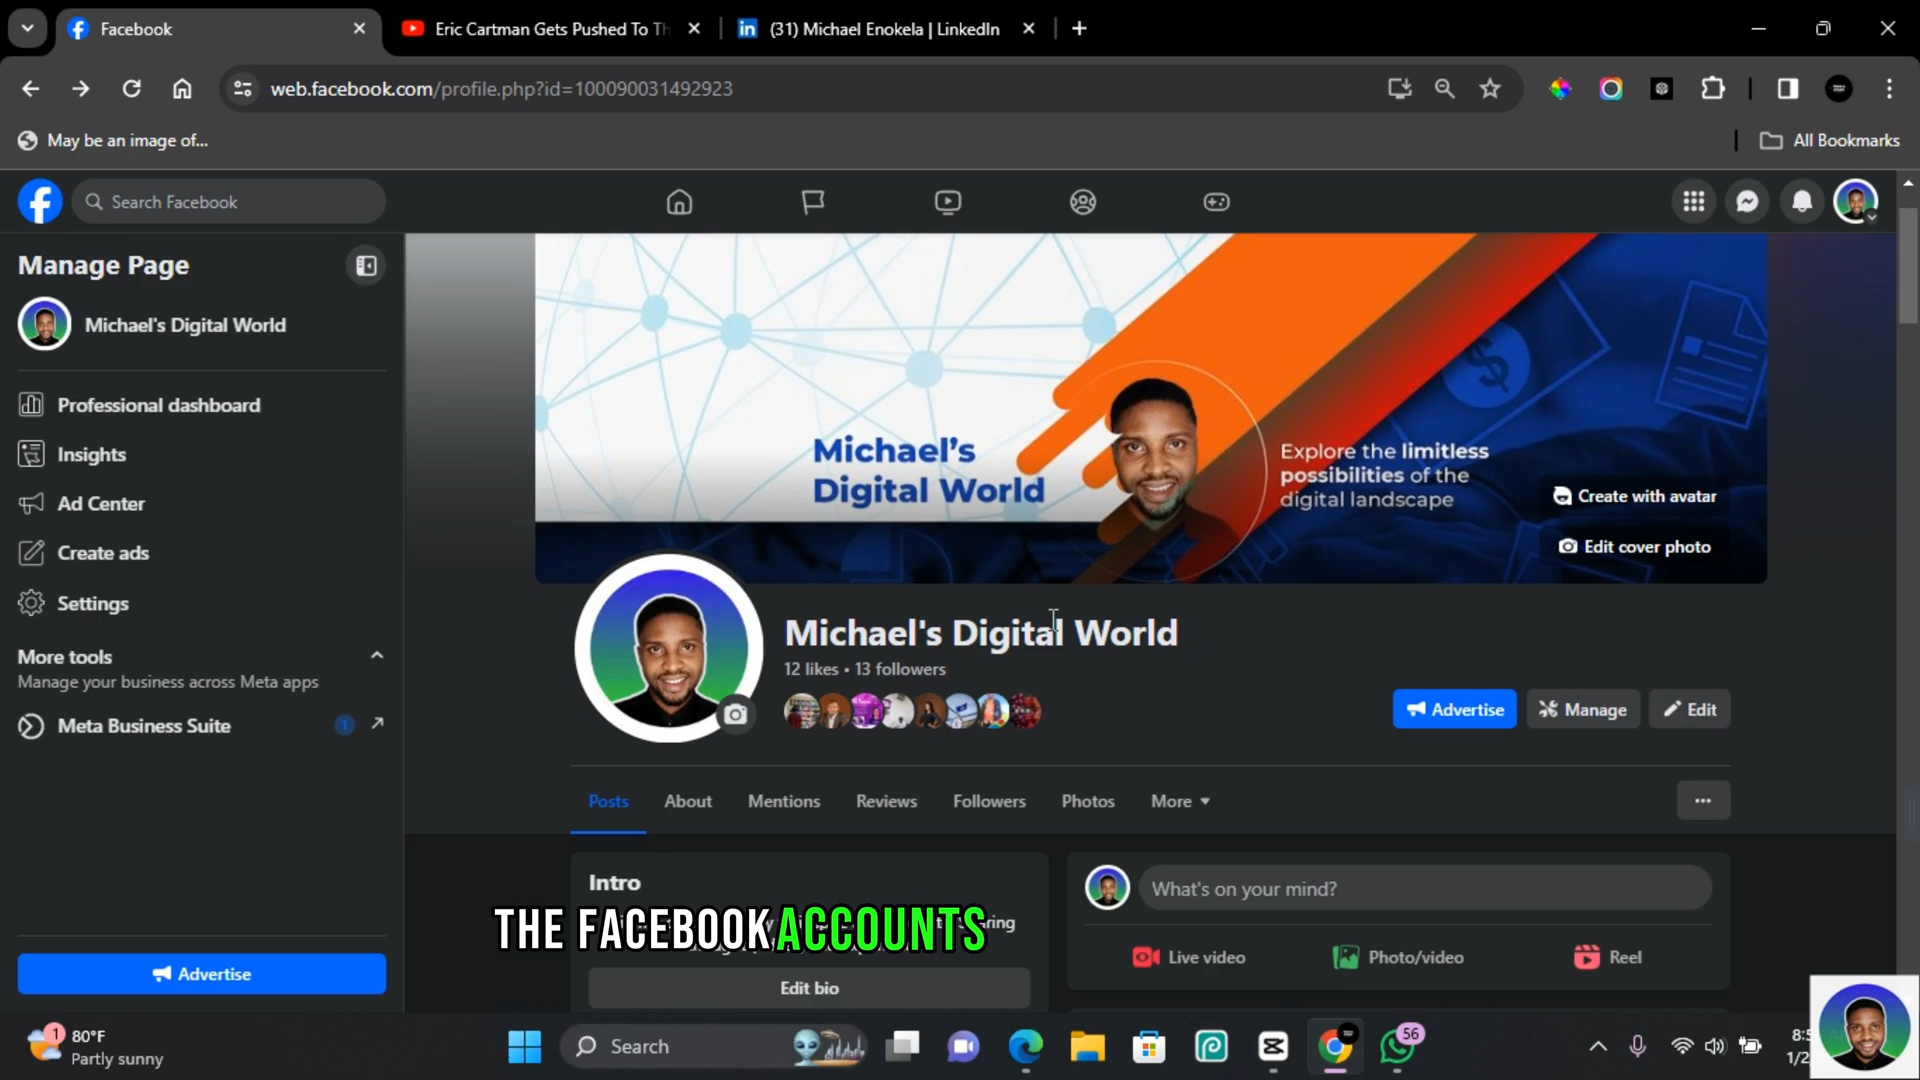 Facebook
Eric Cartman Gets Pushed To Th
(31) Michael Enokela | LinkedIn
web.facebook.com/profile.php?id=100090031492923
May be an image of...
All Bookmarks
Search Facebook
Manage Page
Michael's Digital World
Professional dashboard
Insights
Ad Center
Create ads
Settings
More tools
Manage your business across Meta apps
Meta Business Suite
1
Advertise
Michael's
Digital World
Explore the limitless
possibilities of the
digital landscape
Create with avatar
Edit cover photo
Michael's Digital World
12 likes • 13 followers
Advertise
Manage
Edit
Posts
About
Mentions
Reviews
Followers
Photos
More
Intro
THE FACEBOOK ACCOUNTS
Edit bio
What's on your mind?
Live video
Photo/video
Reel
1
80°F
Partly sunny
Search
56